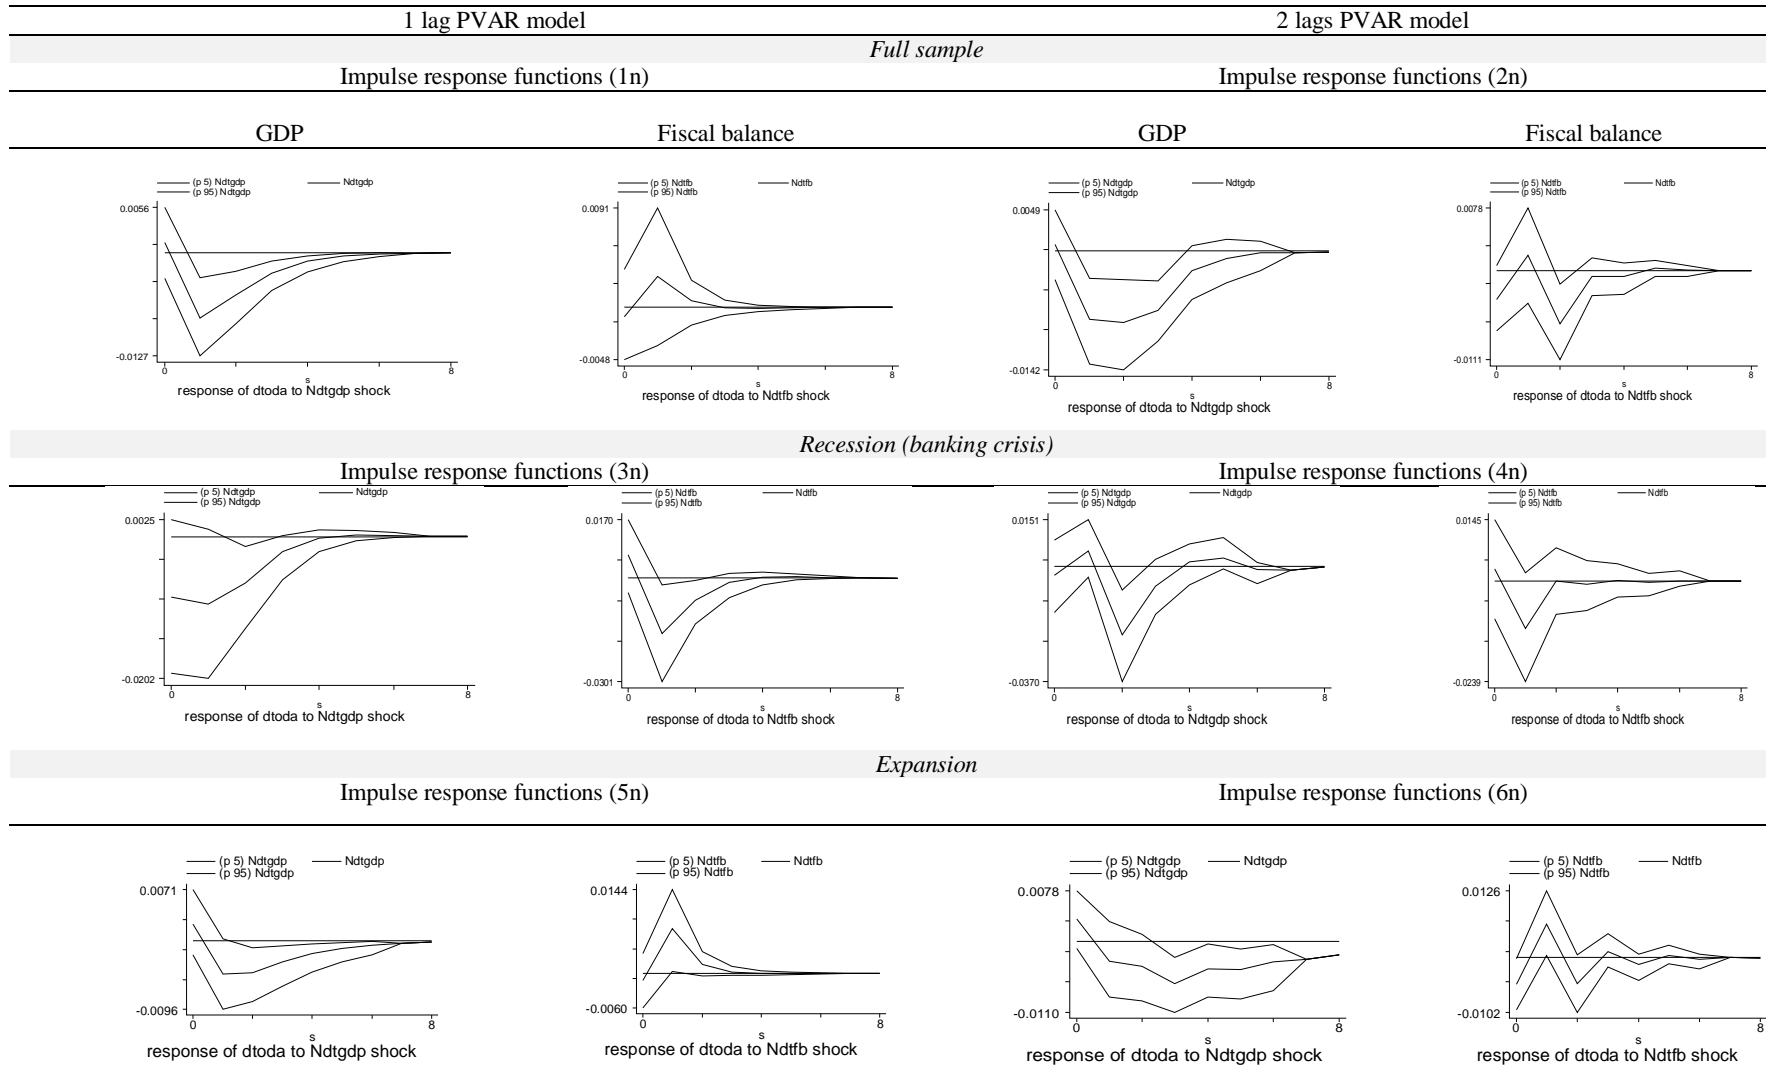 1 lag PVAR model 2 lags PVAR model
Full sample
Impulse response functions (1n) Impulse response functions (2n)
GDP Fiscal balance GDP Fiscal balance
(p 5) Ndtgdp Ndtgdp
(p 95) Ndtgdp
0.0056
-0.0127
0 8
s
response of dtoda to Ndtgdp shock
(p 5) Ndtfb Ndtfb
(p 95) Ndtfb
0.0091
-0.0048
0 8
s
response of dtoda to Ndtfb shock
(p 5) Ndtgdp Ndtgdp
(p 95) Ndtgdp
0.0049
-0.0142
0 8
s
response of dtoda to Ndtgdp shock
(p 5) Ndtfb Ndtfb
(p 95) Ndtfb
0.0078
-0.0111
0 8
s
response of dtoda to Ndtfb shock
Recession (banking crisis)
Impulse response functions (3n) Impulse response functions (4n)
(p 5) Ndtgdp Ndtgdp
(p 95) Ndtgdp
0.0025
-0.0202
0 8
s
response of dtoda to Ndtgdp shock
(p 5) Ndtfb Ndtfb
(p 95) Ndtfb
0.0170
-0.0301
0 8
s
response of dtoda to Ndtfb shock
(p 5) Ndtgdp Ndtgdp
(p 95) Ndtgdp
0.0151
-0.0370
0 8
s
response of dtoda to Ndtgdp shock
(p 5) Ndtfb Ndtfb
(p 95) Ndtfb
0.0145
-0.0239
0 8
s
response of dtoda to Ndtfb shock
Expansion
Impulse response functions (5n) Impulse response functions (6n)
(p 5) Ndtgdp Ndtgdp
(p 95) Ndtgdp
0.0071
-0.0096
0 8
s
response of dtoda to Ndtgdp shock
(p 5) Ndtfb Ndtfb
(p 95) Ndtfb
0.0144
-0.0060
0 8
s
response of dtoda to Ndtfb shock
(p 5) Ndtgdp Ndtgdp
(p 95) Ndtgdp
0.0078
-0.0110
0 8
s
response of dtoda to Ndtgdp shock
(p 5) Ndtfb Ndtfb
(p 95) Ndtfb
0.0126
-0.0102
0 8
s
response of dtoda to Ndtfb shock